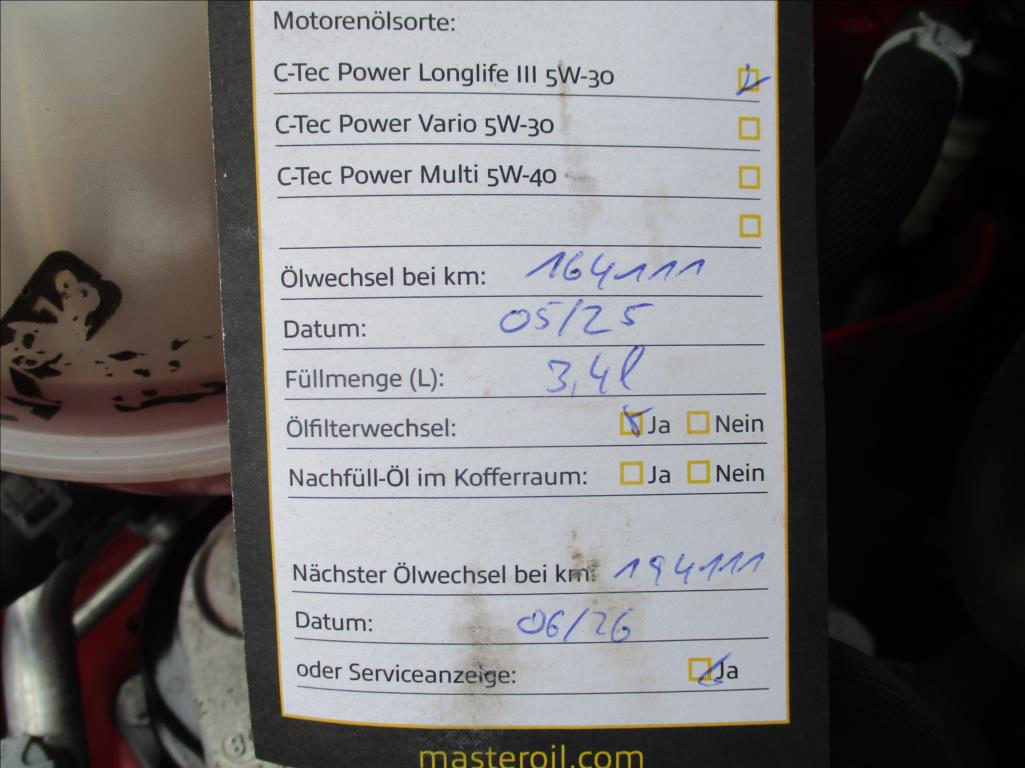 Motorenölsorte:
C-Tec Power Longlife III 5W-30
C-Tec Power Vario 5W-30
C-Tec Power Multi 5W-40
Ölwechsel bei km: 164111
Datum: 05/25
Füllmenge (L): 3,4l
Ölfilterwechsel: Ja Nein
Nachfüll-Öl im Kofferraum: Ja Nein
Nächster Ölwechsel bei km: 194111
Datum: 06/26
oder Serviceanzeige: Ja
masteroil.com